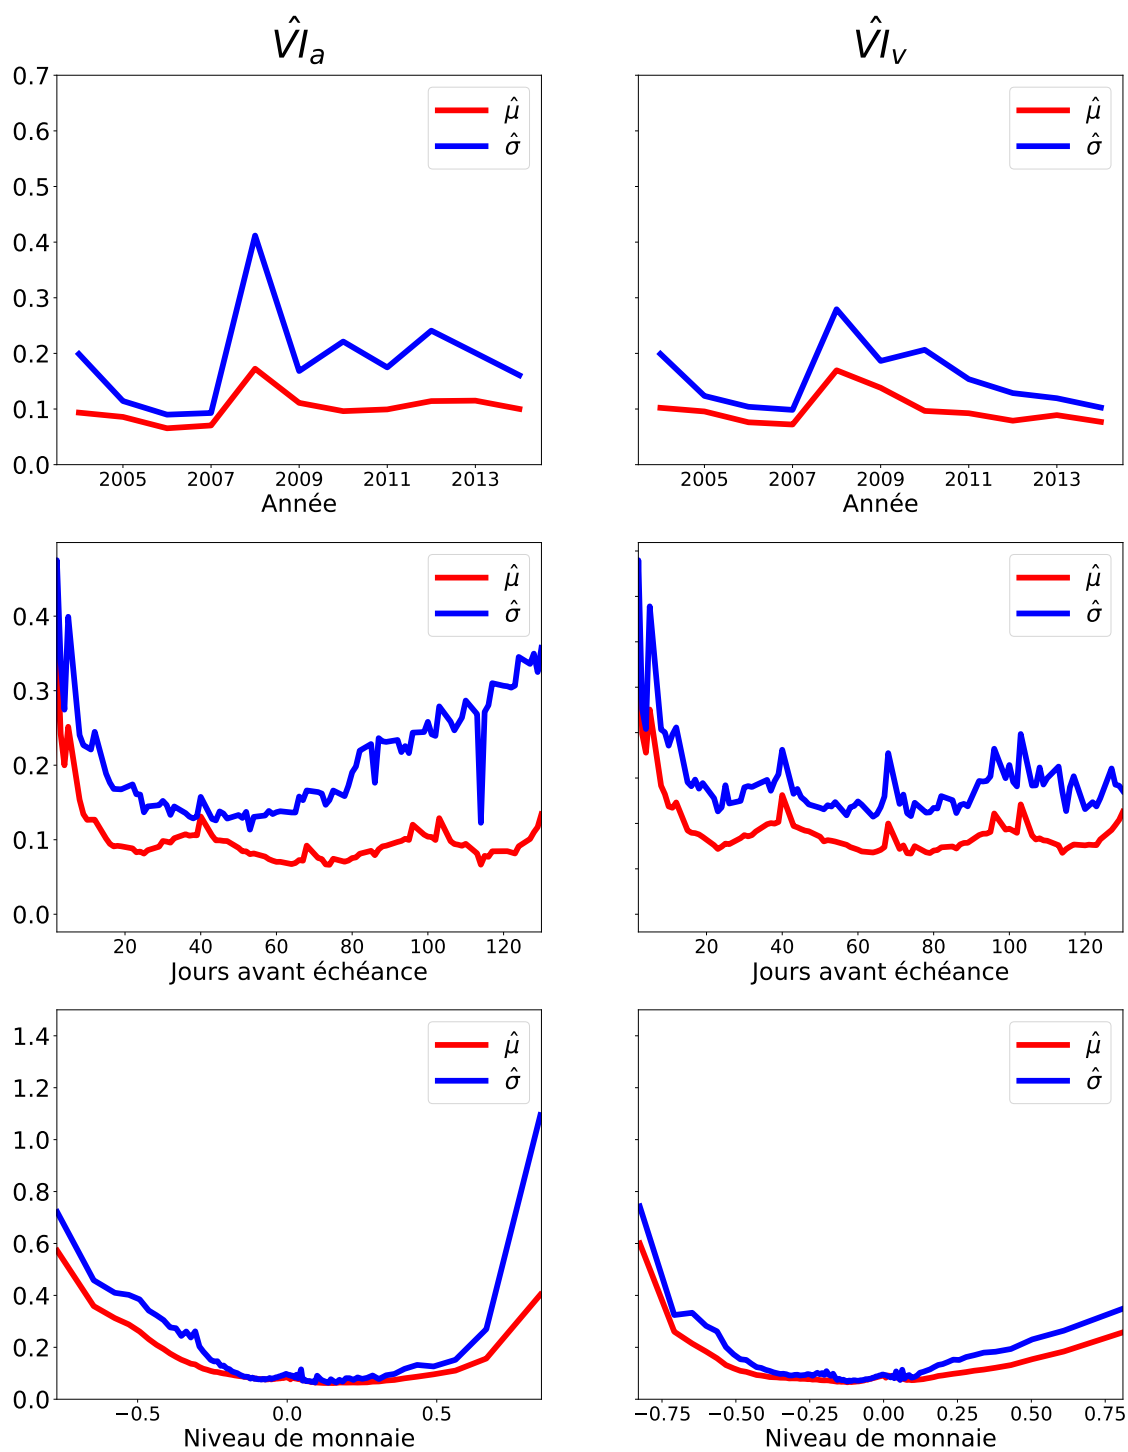 V̂I_a
V̂I_v
0.7
0.6
0.5
0.4
0.3
0.2
0.1
0.0
μ̂
σ̂
2005 2007 2009 2011 2013
Année
μ̂
σ̂
2005 2007 2009 2011 2013
Année
0.4
0.3
0.2
0.1
0.0
μ̂
σ̂
20 40 60 80 100 120
Jours avant échéance
μ̂
σ̂
20 40 60 80 100 120
Jours avant échéance
1.4
1.2
1.0
0.8
0.6
0.4
0.2
0.0
μ̂
σ̂
−0.5 0.0 0.5
Niveau de monnaie
μ̂
σ̂
−0.75 −0.50 −0.25 0.00 0.25 0.50 0.75
Niveau de monnaie